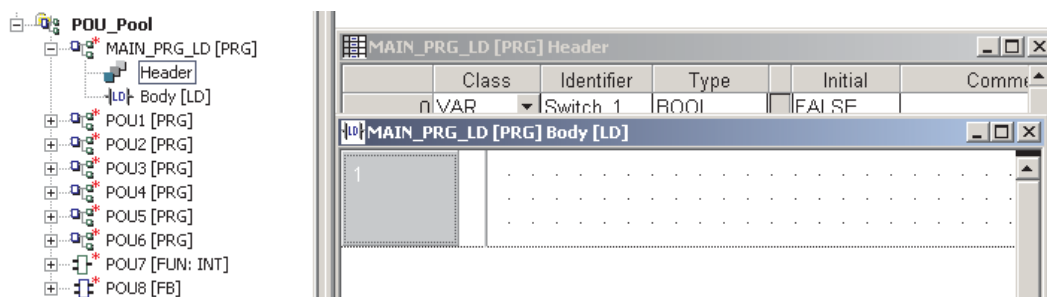 POU_Pool
MAIN_PRG_LD [PRG]
Header
LD Body [LD]
POU1 [PRG]
POU2 [PRG]
POU3 [PRG]
POU4 [PRG]
POU5 [PRG]
POU6 [PRG]
POU7 [FUN: INT]
POU8 [FB]
MAIN_PRG_LD [PRG] Header
Class Identifier Type Initial
0 VAR Switch_1 BOOL FALSE
LD MAIN_PRG_LD [PRG] Body [LD]
1